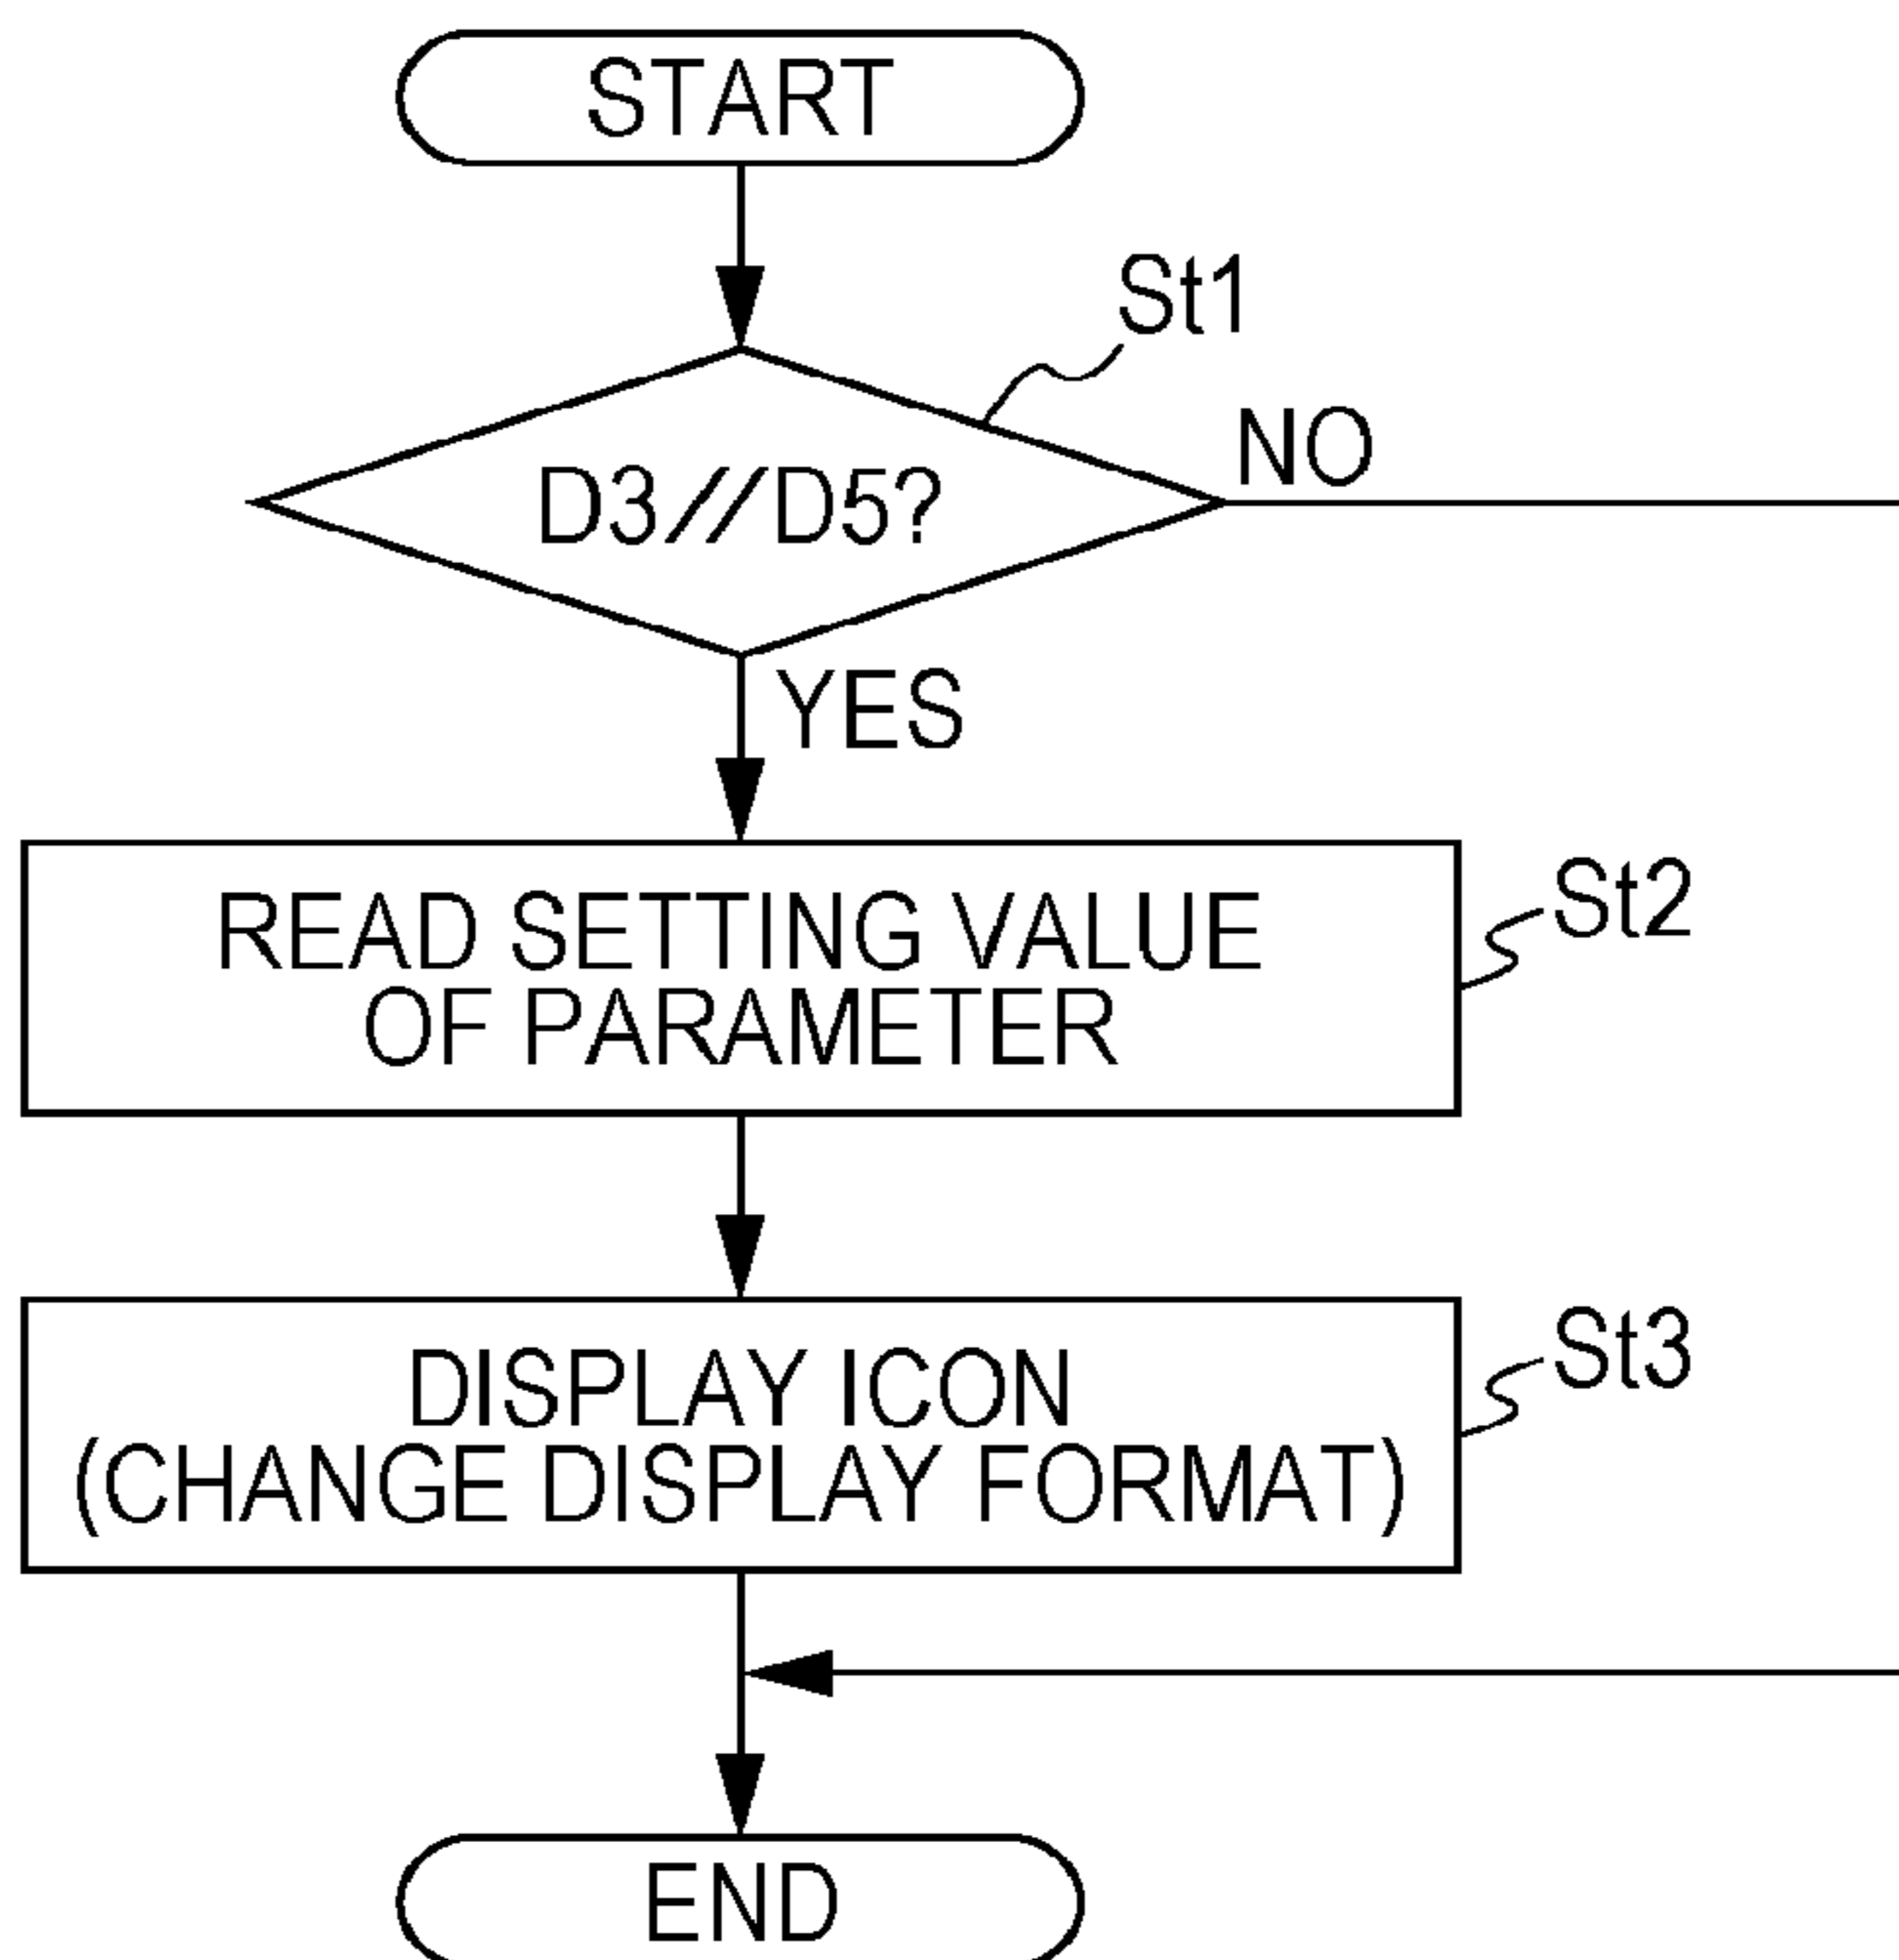 START
St1
NO
D3//D5?
YES
READ SETTING VALUE
OF PARAMETER
St2
DISPLAY ICON
(CHANGE DISPLAY FORMAT)
St3
END